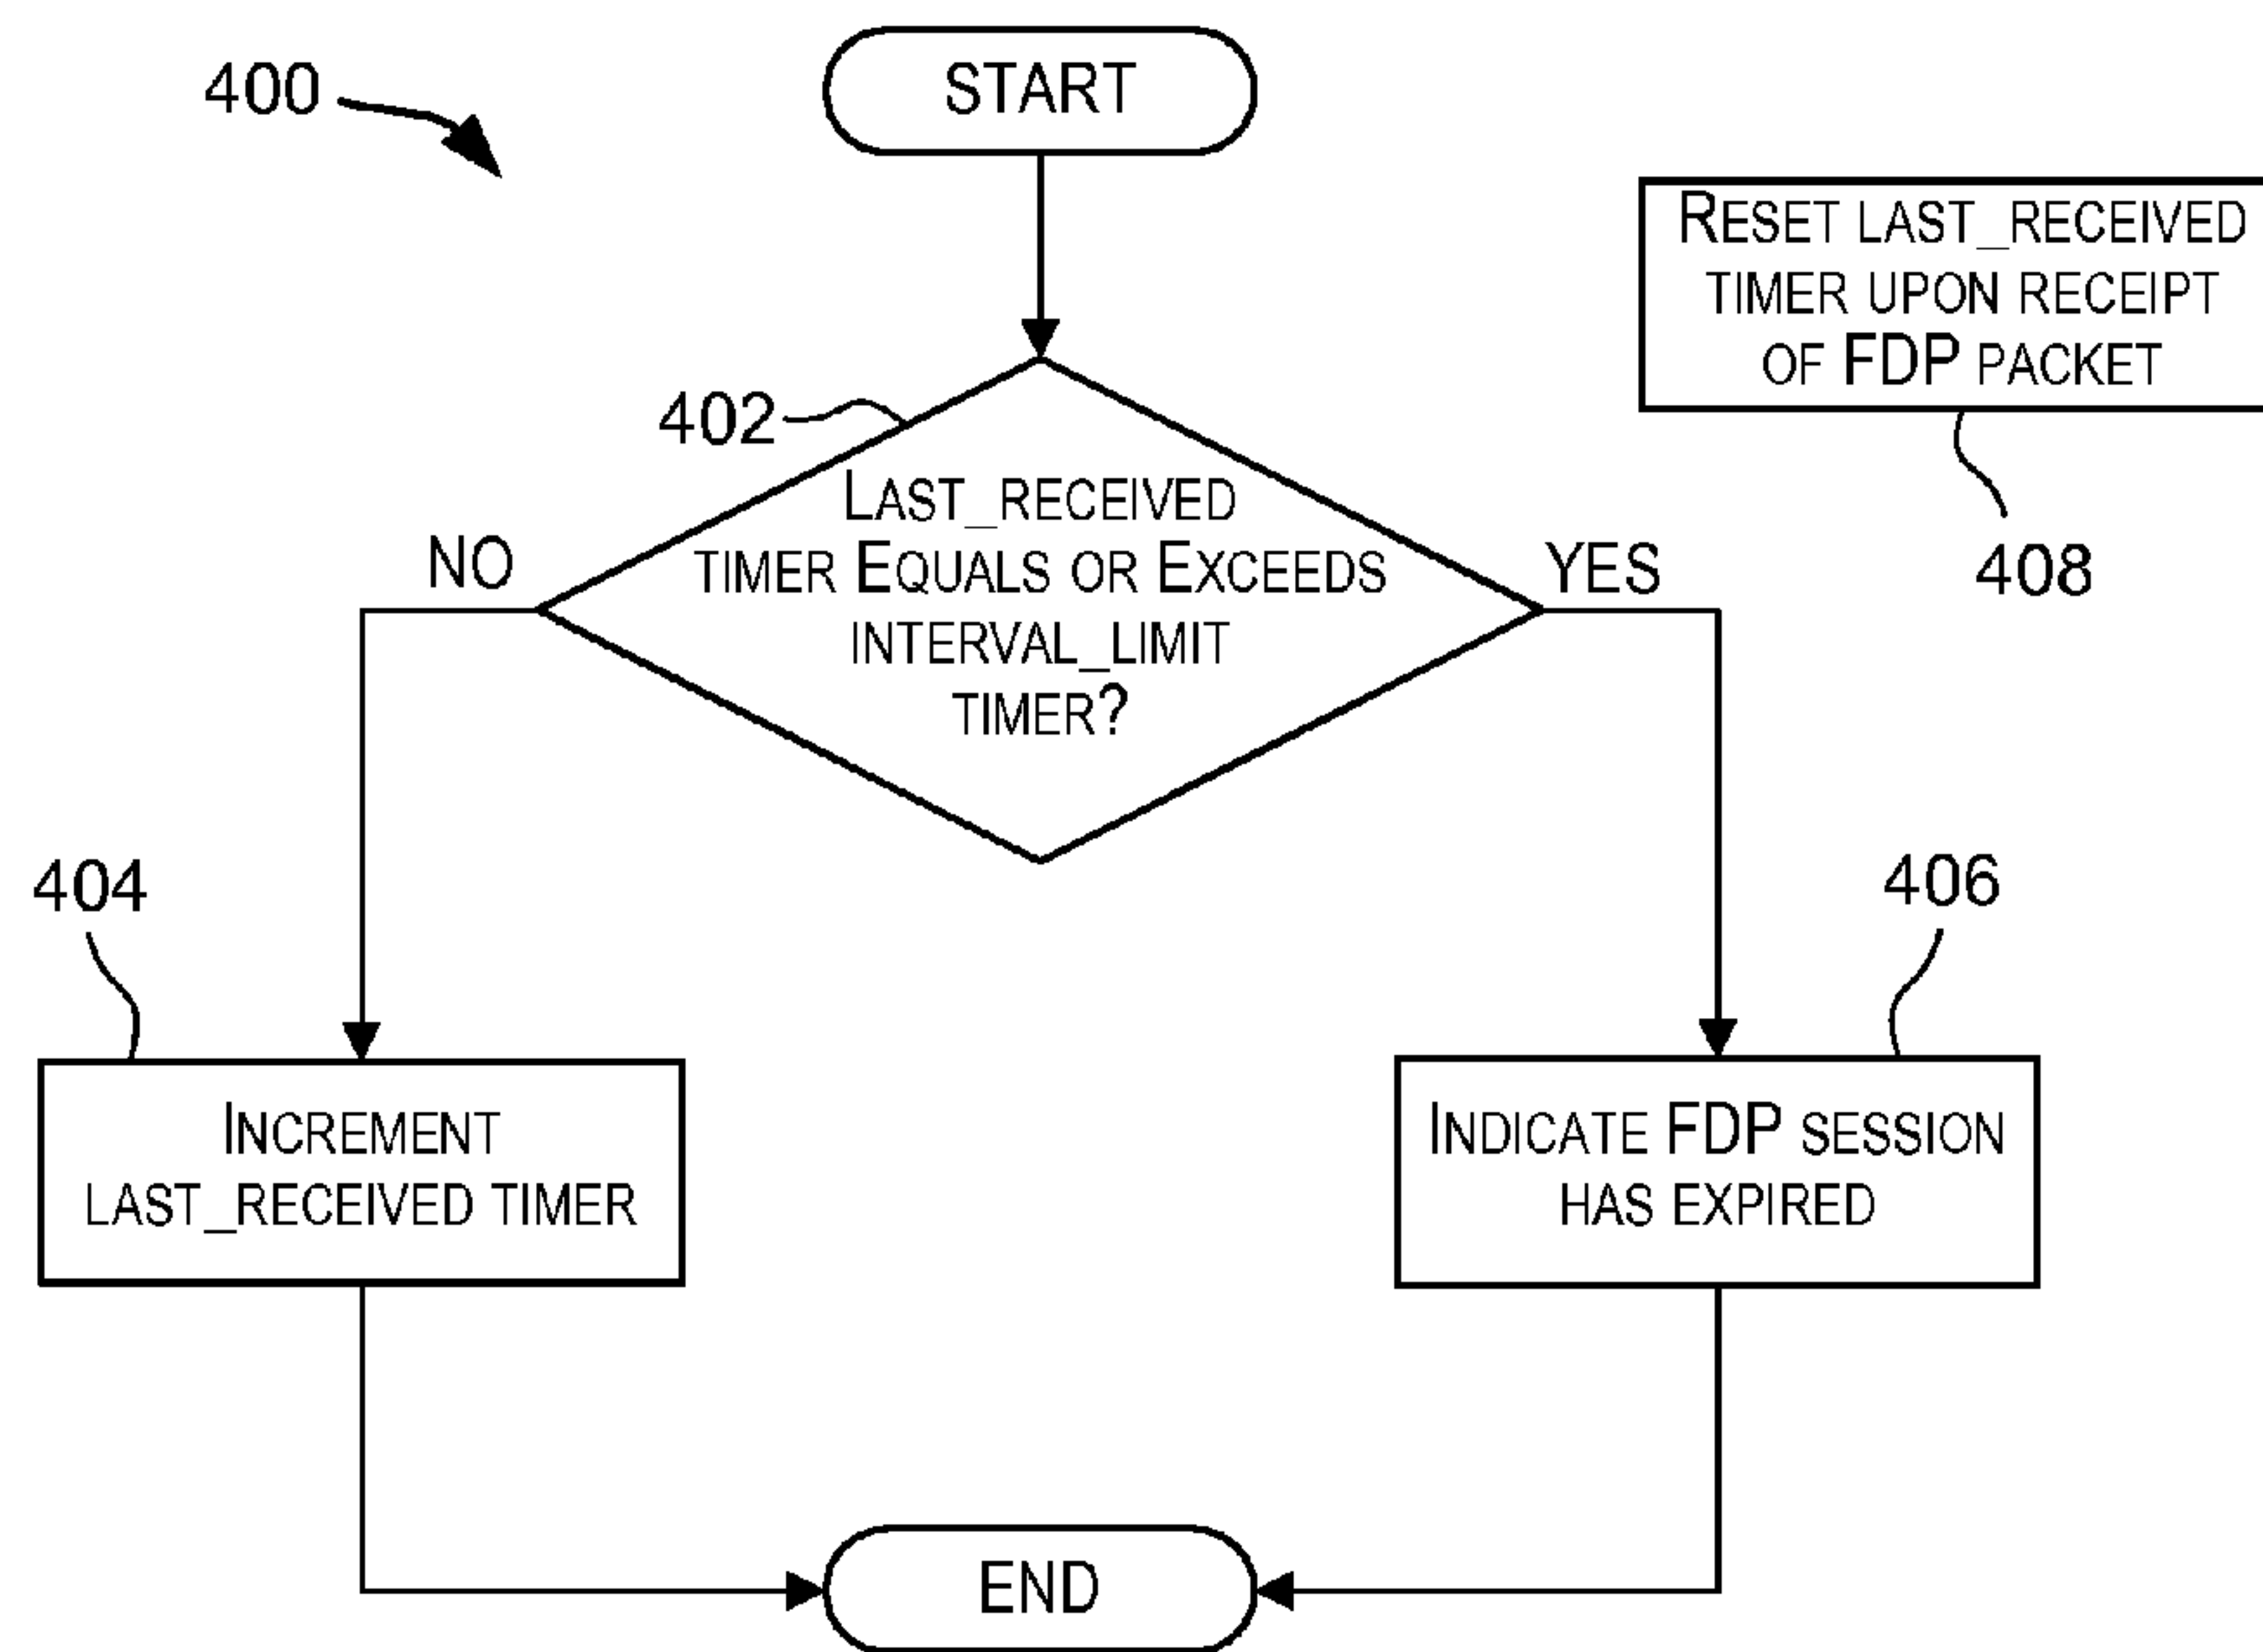 400
START
RESET LAST_RECEIVED
TIMER UPON RECEIPT
OF FDP PACKET
408
402
LAST_RECEIVED
TIMER EQUALS OR EXCEEDS
INTERVAL_LIMIT
TIMER?
NO
YES
404
INCREMENT
LAST_RECEIVED TIMER
406
INDICATE FDP SESSION
HAS EXPIRED
END